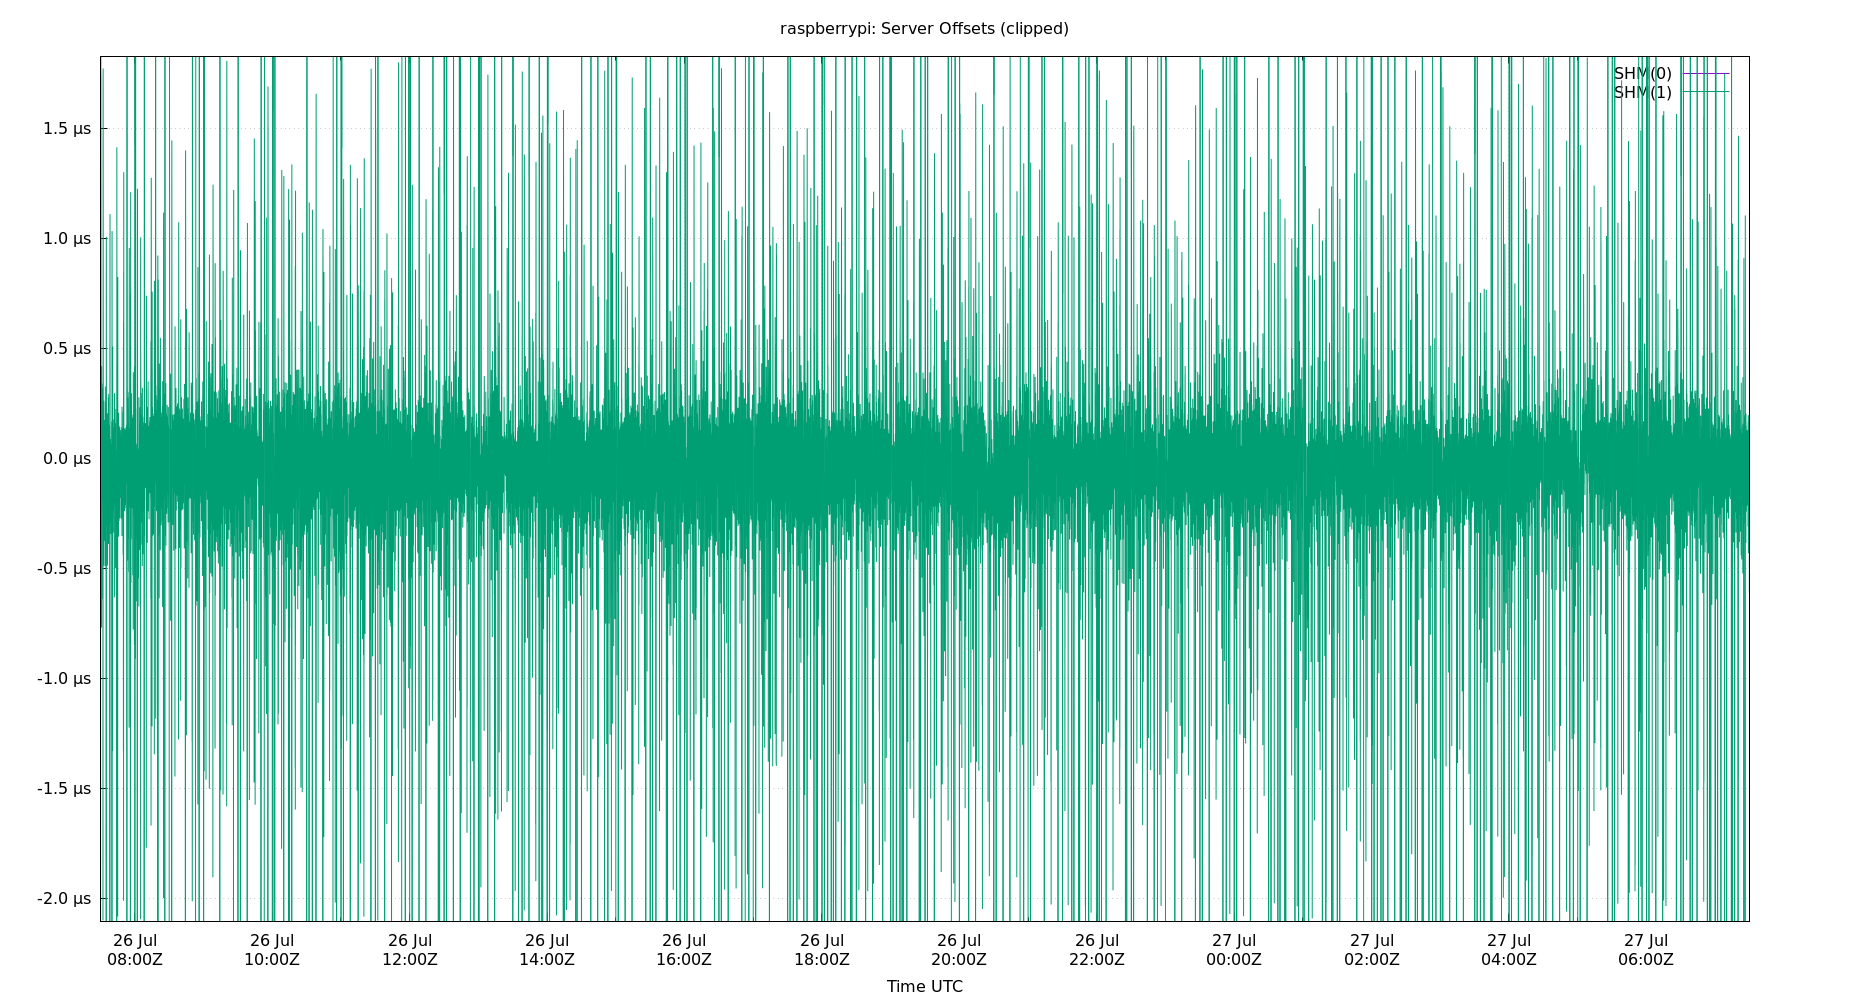 raspberrypi: Server Offsets (clipped)
SHM(0)
SHM(1)
1.5 μs
1.0 μs
0.5 μs
0.0 μs
-0.5 μs
-1.0 μs
-1.5 μs
-2.0 μs
26 Jul 26 Jul 26 Jul 26 Jul 26 Jul 26 Jul 26 Jul 26 Jul 27 Jul 27 Jul 27 Jul 27 Jul
08:00Z 10:00Z 12:00Z 14:00Z 16:00Z 18:00Z 20:00Z 22:00Z 00:00Z 02:00Z 04:00Z 06:00Z
Time UTC